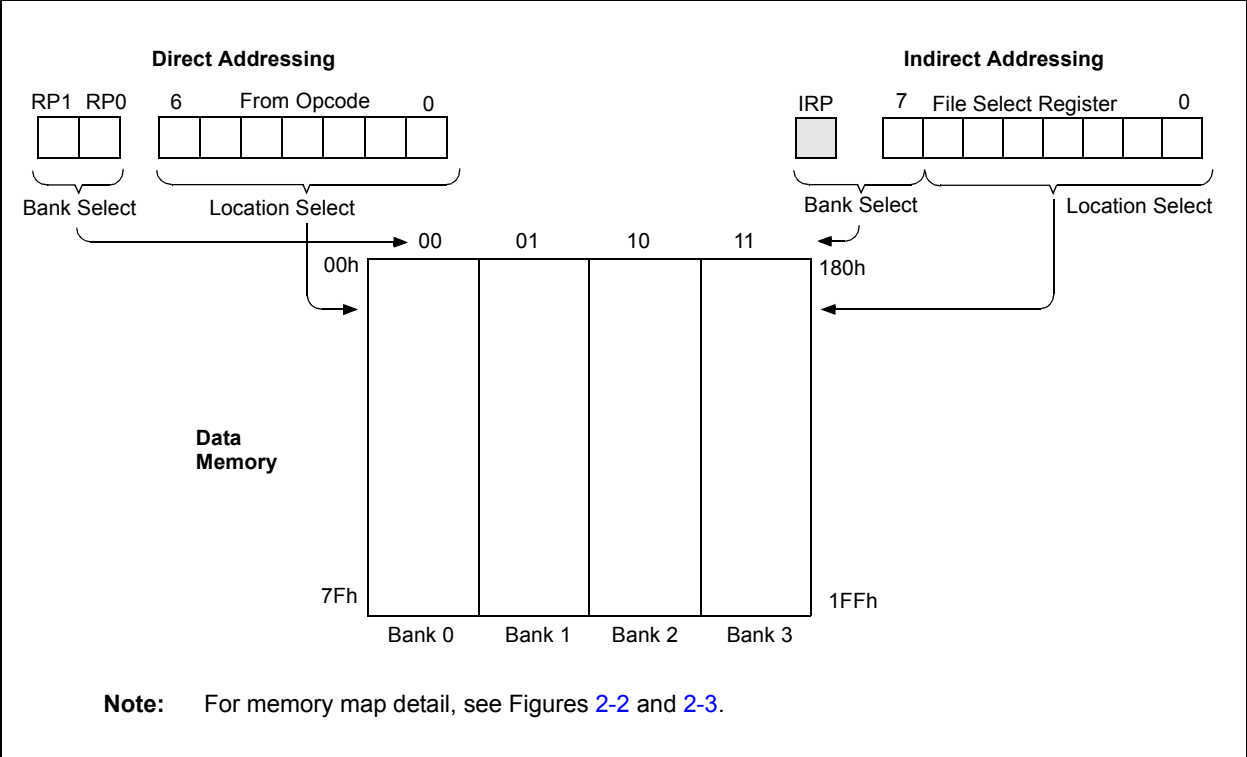 Direct Addressing
Indirect Addressing
RP1 RP0
6 From Opcode 0
IRP
7 File Select Register 0
Bank Select
Location Select
Bank Select
Location Select
00 01 10 11
00h
180h
Data
Memory
7Fh
1FFh
Bank 0 Bank 1 Bank 2 Bank 3
Note: For memory map detail, see Figures 2-2 and 2-3.